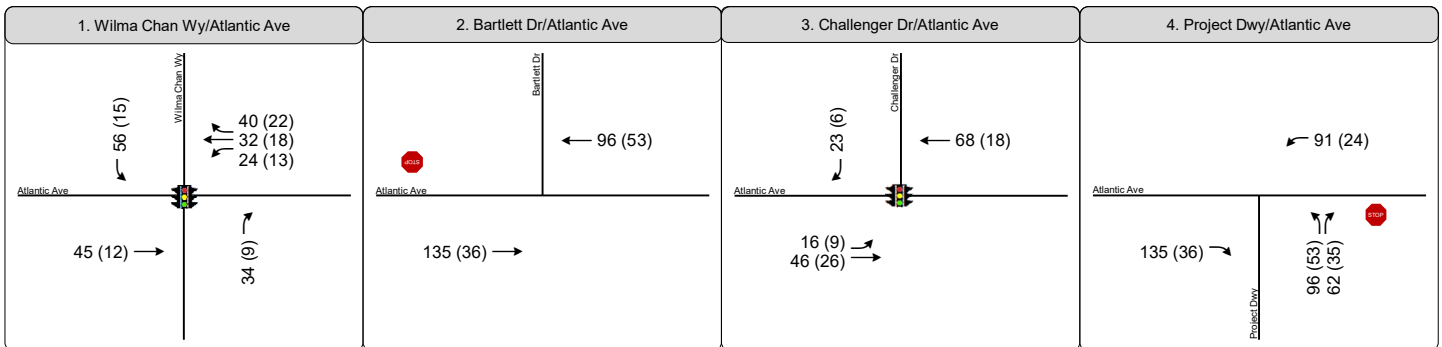 1. Wilma Chan Wy/Atlantic Ave
Wilma Chan Wy
56 (15)
40 (22)
32 (18)
24 (13)
Atlantic Ave
45 (12)
34 (9)
2. Bartlett Dr/Atlantic Ave
Bartlett Dr
96 (53)
STOP
Atlantic Ave
135 (36)
3. Challenger Dr/Atlantic Ave
Challenger Dr
23 (6)
68 (18)
Atlantic Ave
16 (9)
46 (26)
4. Project Dwy/Atlantic Ave
91 (24)
Atlantic Ave
STOP
135 (36)
96 (53)
62 (35)
Project Dwy